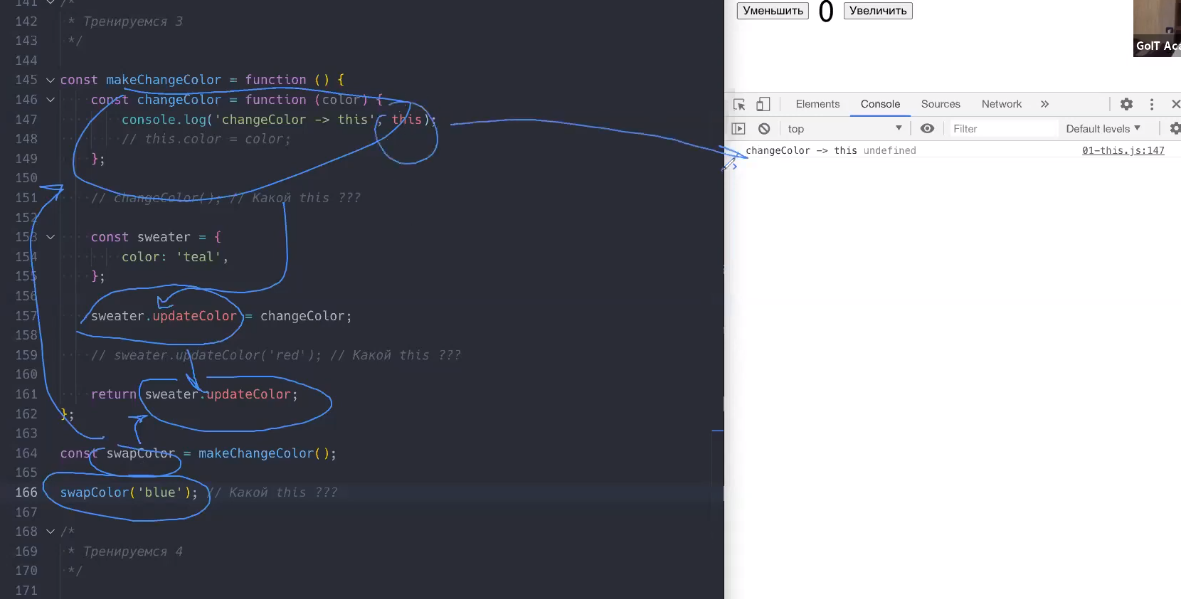 141 /*
142 * Тренируемся 3
143 */
144
145 const makeChangeColor = function () {
146 const changeColor = function (color) {
147 console.log('changeColor -> this', this);
148 // this.color = color;
149 };
150
151 // changeColor(); // Какой this ???
152
153 const sweater = {
154 color: 'teal',
155 };
156
157 sweater.updateColor = changeColor;
158
159 // sweater.updateColor('red'); // Какой this ???
160
161 return sweater.updateColor;
162 };
163
164 const swapColor = makeChangeColor();
165
166 swapColor('blue'); // Какой this ???
167
168 /*
169 * Тренируемся 4
170 */
171
Уменьшить 0 Увеличить
GoIT Aca
Elements Console Sources Network »
top Filter Default levels
changeColor -> this undefined 01-this.js:147